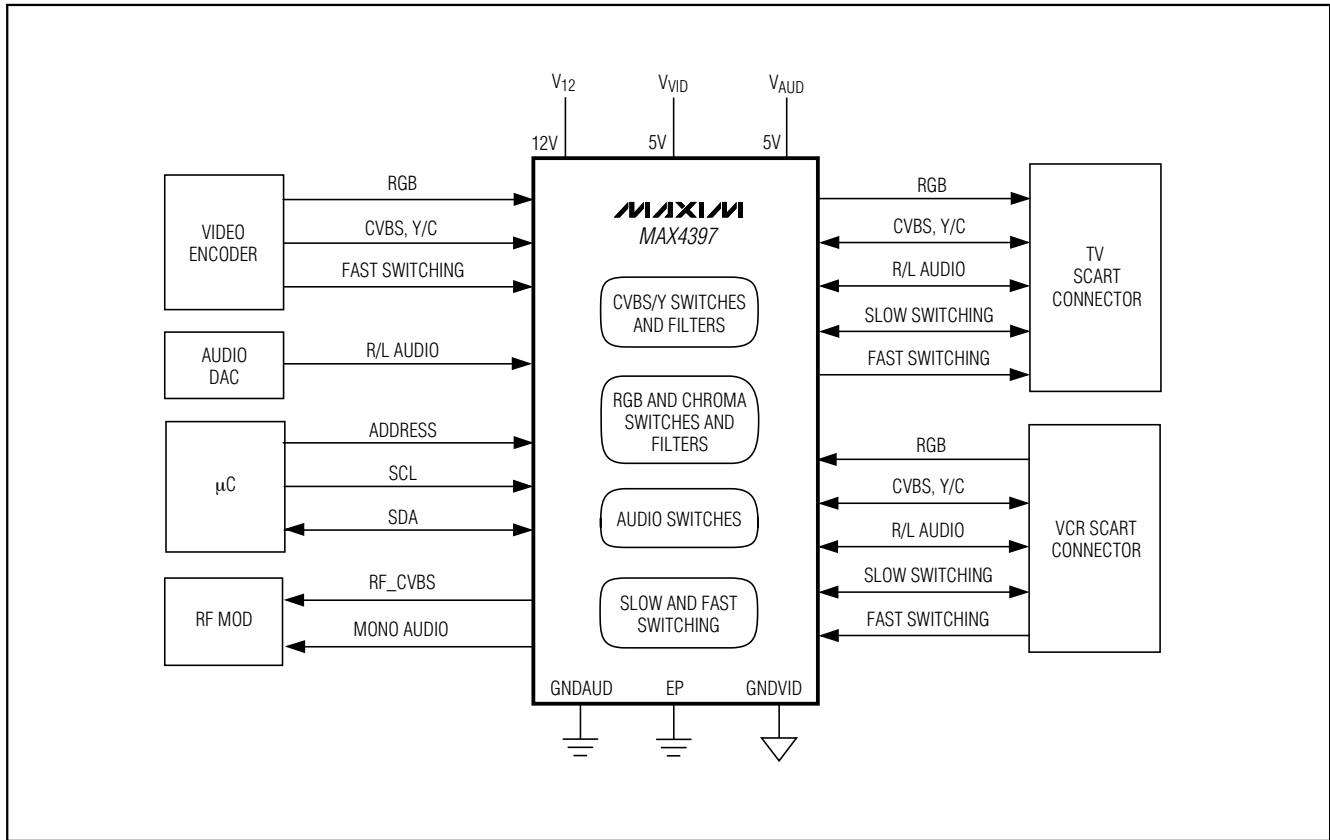 V12
VVID
VAUD
12V
5V
5V
VIDEO
ENCODER
RGB
CVBS, Y/C
FAST SWITCHING
AUDIO
DAC
R/L AUDIO
µC
ADDRESS
SCL
SDA
RF MOD
RF_CVBS
MONO AUDIO
MAXIM
MAX4397
CVBS/Y SWITCHES
AND FILTERS
RGB AND CHROMA
SWITCHES AND
FILTERS
AUDIO SWITCHES
SLOW AND FAST
SWITCHING
GNDAUD
EP
GNDVID
RGB
CVBS, Y/C
R/L AUDIO
SLOW SWITCHING
FAST SWITCHING
TV
SCART
CONNECTOR
RGB
CVBS, Y/C
R/L AUDIO
SLOW SWITCHING
FAST SWITCHING
VCR SCART
CONNECTOR